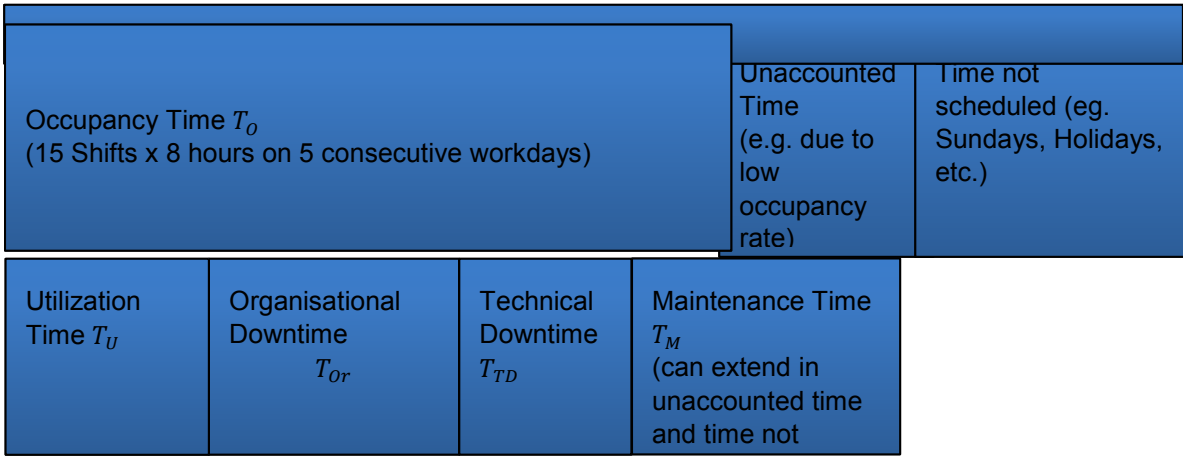 Occupancy Time T_O
(15 Shifts x 8 hours on 5 consecutive workdays)
Unaccounted
Time
(e.g. due to
low
occupancy
rate)
Time not
scheduled (eg.
Sundays, Holidays,
etc.)
Utilization
Time T_U
Organisational
Downtime
T_Or
Technical
Downtime
T_TD
Maintenance Time
T_M
(can extend in
unaccounted time
and time not